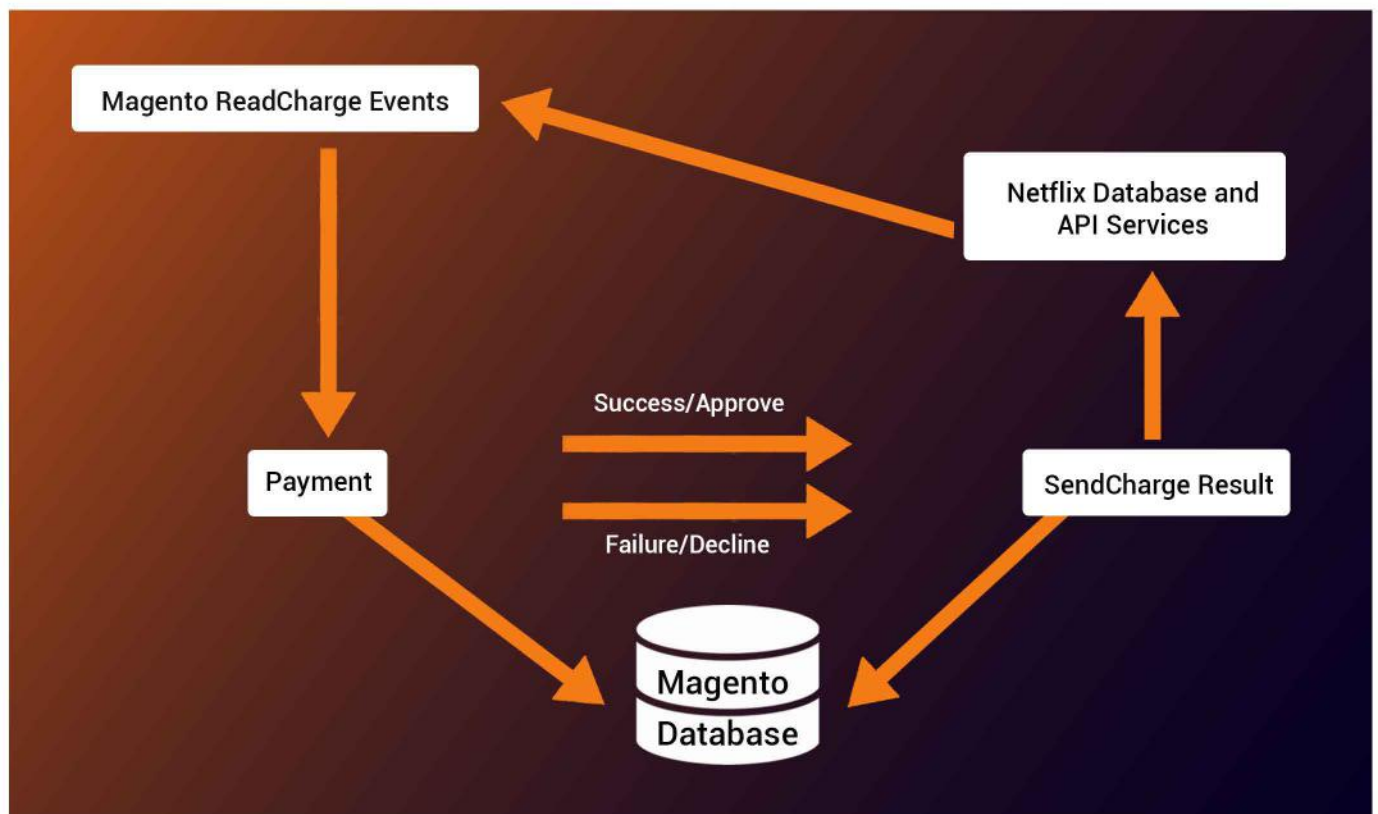 Magento ReadCharge Events
Netflix Database and
API Services
Success/Approve
Payment
SendCharge Result
Failure/Decline
Magento
Database